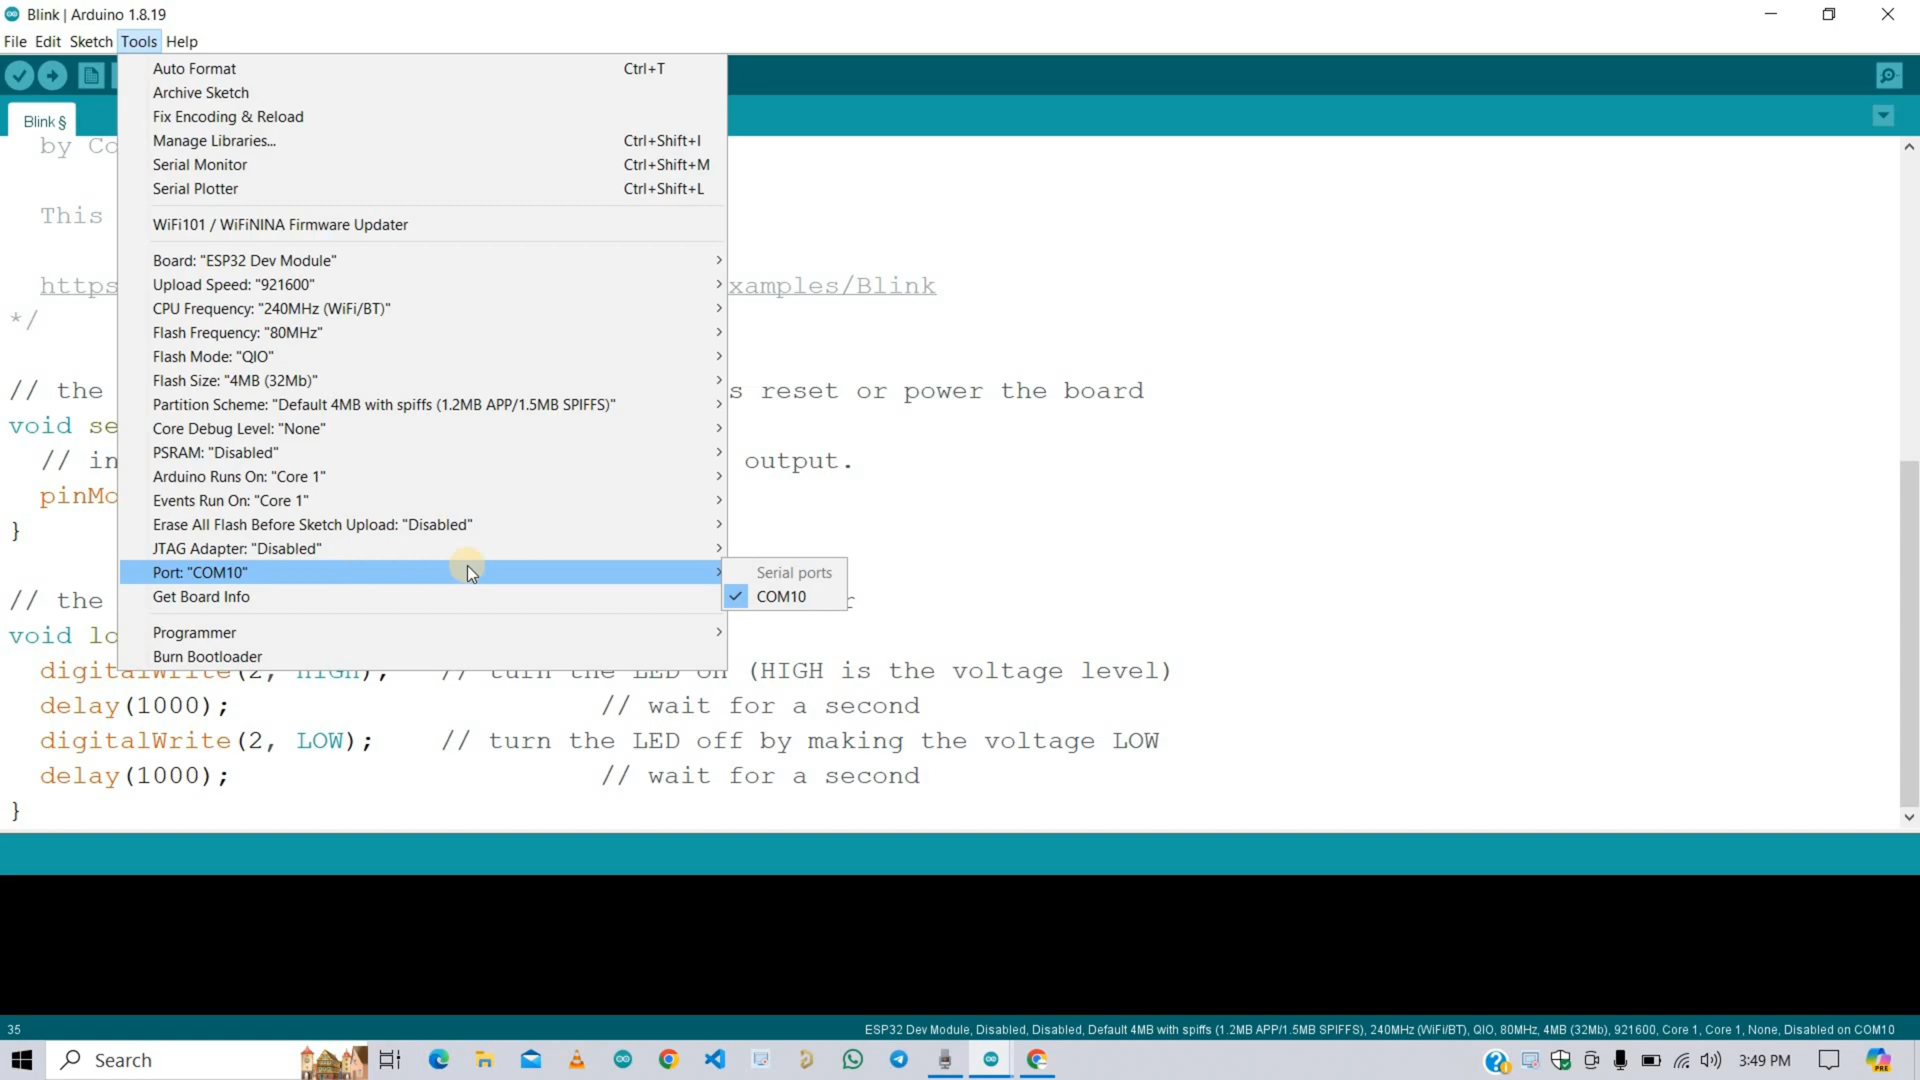 Blink | Arduino 1.8.19
File Edit Sketch Tools Help
Auto Format Ctrl+T
Archive Sketch
Fix Encoding & Reload
Manage Libraries... Ctrl+Shift+I
Serial Monitor Ctrl+Shift+M
Serial Plotter Ctrl+Shift+L
WiFi101 / WiFiNINA Firmware Updater
Board: "ESP32 Dev Module"
Upload Speed: "921600"
CPU Frequency: "240MHz (WiFi/BT)"
Flash Frequency: "80MHz"
Flash Mode: "QIO"
Flash Size: "4MB (32Mb)"
Partition Scheme: "Default 4MB with spiffs (1.2MB APP/1.5MB SPIFFS)"
Core Debug Level: "None"
PSRAM: "Disabled"
Arduino Runs On: "Core 1"
Events Run On: "Core 1"
Erase All Flash Before Sketch Upload: "Disabled"
JTAG Adapter: "Disabled"
Port: "COM10"
Serial ports
COM10
Get Board Info
Programmer
Burn Bootloader
Blink §
by Co
This
https xamples/Blink
*/
// the s reset or power the board
void se
// in output.
pinMo
}
// the
void lo
digitalWrite(2, HIGH); // turn the LED on (HIGH is the voltage level)
delay(1000); // wait for a second
digitalWrite(2, LOW); // turn the LED off by making the voltage LOW
delay(1000); // wait for a second
}
35 ESP32 Dev Module, Disabled, Disabled, Default 4MB with spiffs (1.2MB APP/1.5MB SPIFFS), 240MHz (WiFi/BT), QIO, 80MHz, 4MB (32Mb), 921600, Core 1, Core 1, None, Disabled on COM10
Search 3:49 PM PRE